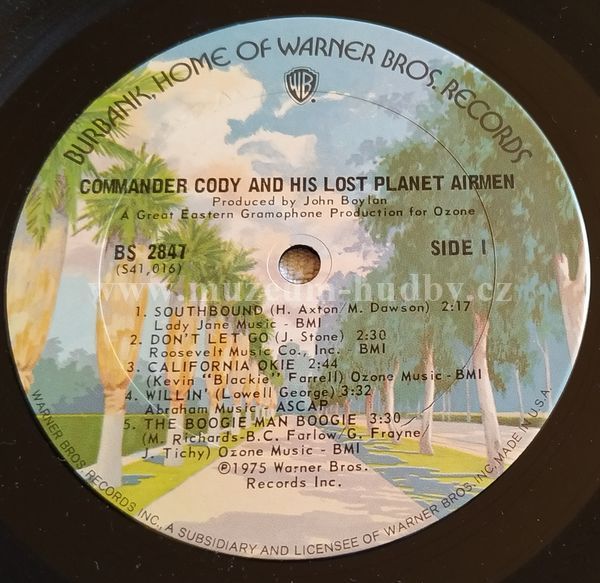 BURBANK, HOME OF WARNER BROS. RECORDS
WB
COMMANDER CODY AND HIS LOST PLANET AIRMEN
Produced by John Boylan
A Great Eastern Gramophone Production for Ozone
BS 2847 SIDE I
(S41,016)
www.muzeum-hudby.cz
1. SOUTHBOUND (H. Axton/M. Dawson) 2:17
Lady Jane Music - BMI
2. DON'T LET GO (J. Stone) 2:30
Roosevelt Music Co., Inc. BMI
3. CALIFORNIA OKIE 2:44
(Kevin "Blackie" Farrell) Ozone Music - BMI
4. WILLIN' (Lowell George) 3:32
Abraham Music - ASCAP
5. THE BOOGIE MAN BOOGIE 3:30
(M. Richards-B.C. Farlow/G. Frayne
J. Tichy) Ozone Music - BMI
℗1975 Warner Bros.
Records Inc.
WARNER BROS. RECORDS INC., A SUBSIDIARY AND LICENSEE OF WARNER BROS. INC. MADE IN U.S.A.